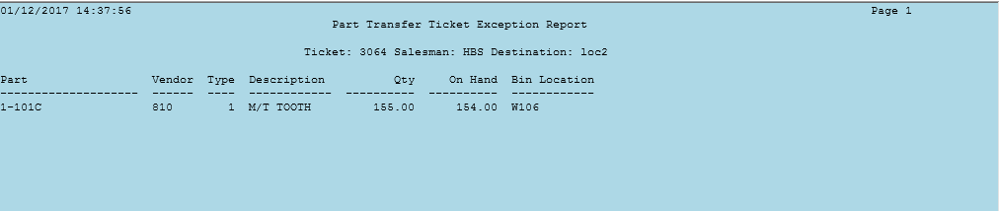 01/12/2017 14:37:56 Page 1
Part Transfer Ticket Exception Report
Ticket: 3064 Salesman: HBS Destination: loc2
Part Vendor Type Description Qty On Hand Bin Location
-------------------- ------ ---- ------------ ---------- ---------- ------------
1-101C 810 1 M/T TOOTH 155.00 154.00 W106